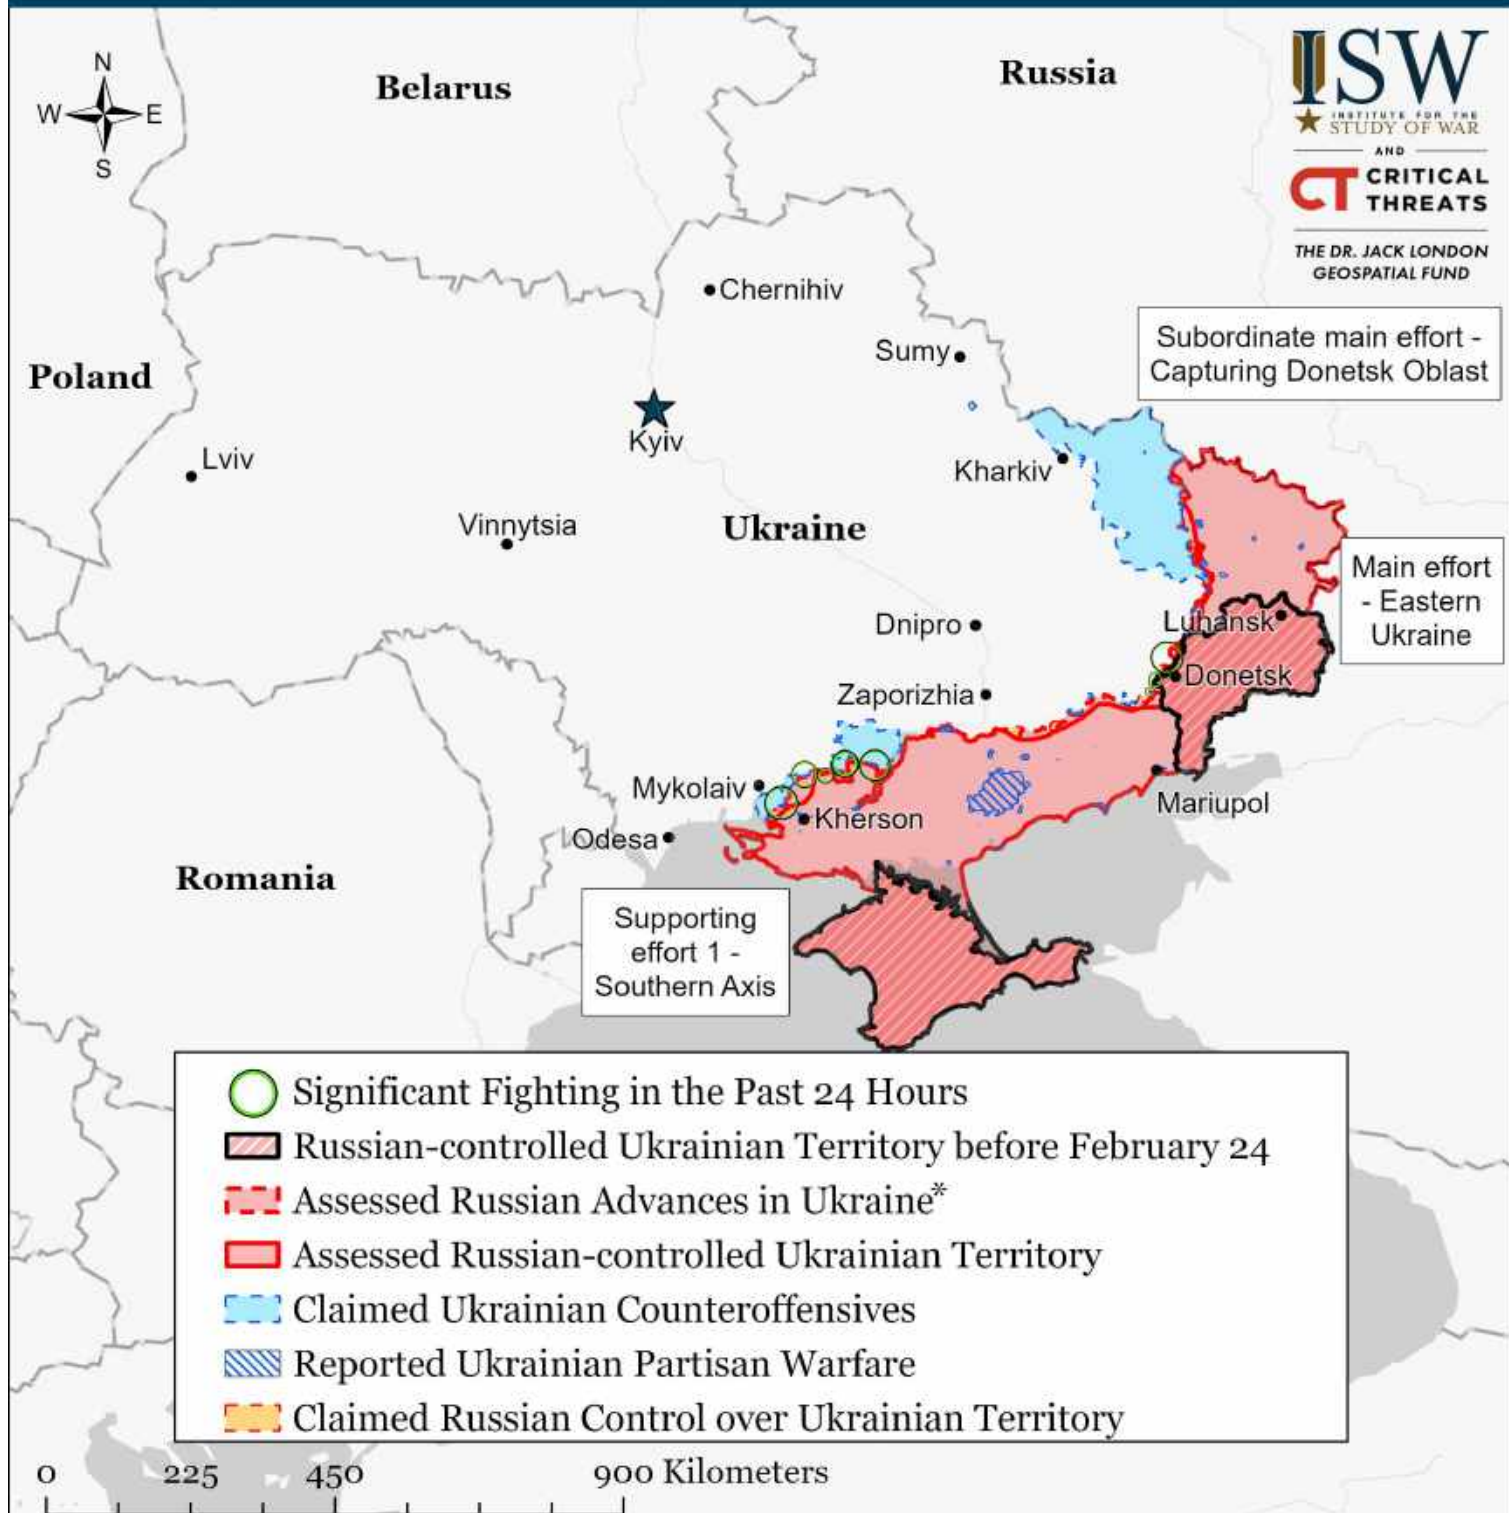 N
W E
S
Belarus
Russia
ISW
INSTITUTE FOR THE
STUDY OF WAR
AND
CT CRITICAL
THREATS
THE DR. JACK LONDON
GEOSPATIAL FUND
Chernihiv
Subordinate main effort -
Capturing Donetsk Oblast
Sumy
Poland
Kyiv
Lviv
Kharkiv
Vinnytsia
Ukraine
Main effort
- Eastern
Ukraine
Dnipro
Luhansk
Donetsk
Zaporizhia
Mykolaiv
Mariupol
Kherson
Odesa
Romania
Supporting
effort 1 -
Southern Axis
Significant Fighting in the Past 24 Hours
Russian-controlled Ukrainian Territory before February 24
Assessed Russian Advances in Ukraine*
Assessed Russian-controlled Ukrainian Territory
Claimed Ukrainian Counteroffensives
Reported Ukrainian Partisan Warfare
Claimed Russian Control over Ukrainian Territory
0 225 450 900 Kilometers